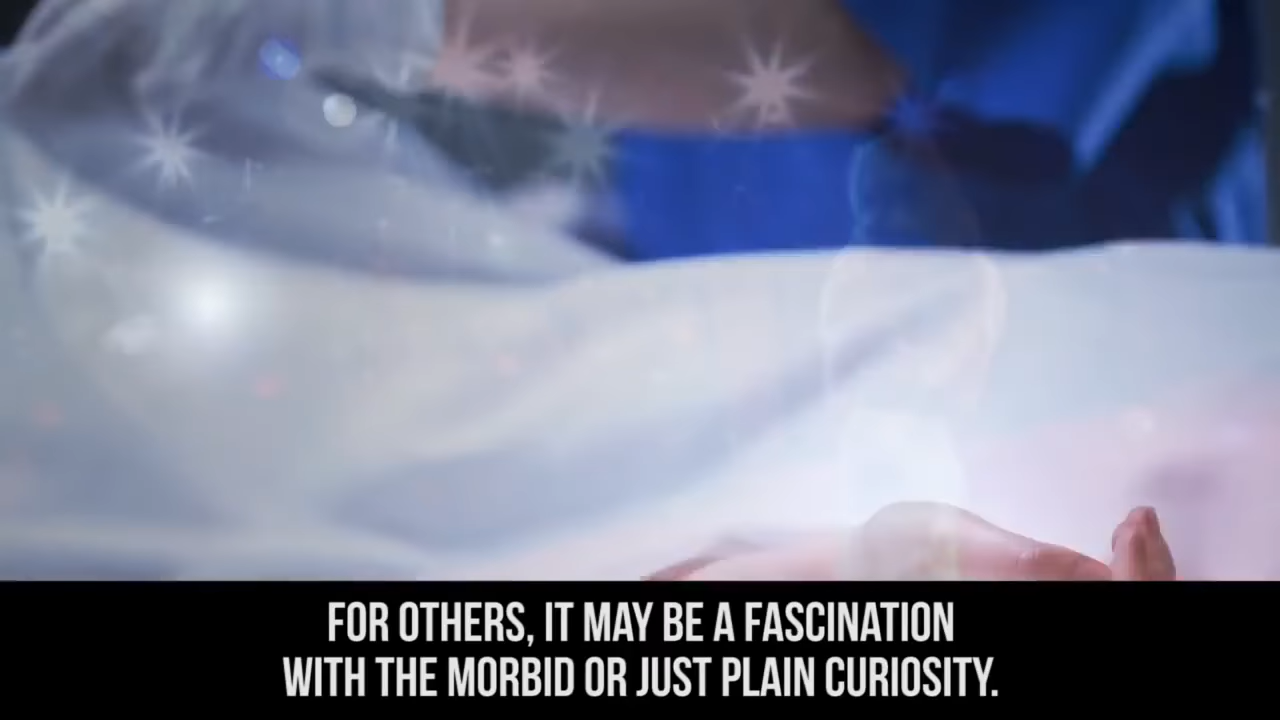 FOR OTHERS, IT MAY BE A FASCINATION
WITH THE MORBID OR JUST PLAIN CURIOSITY.